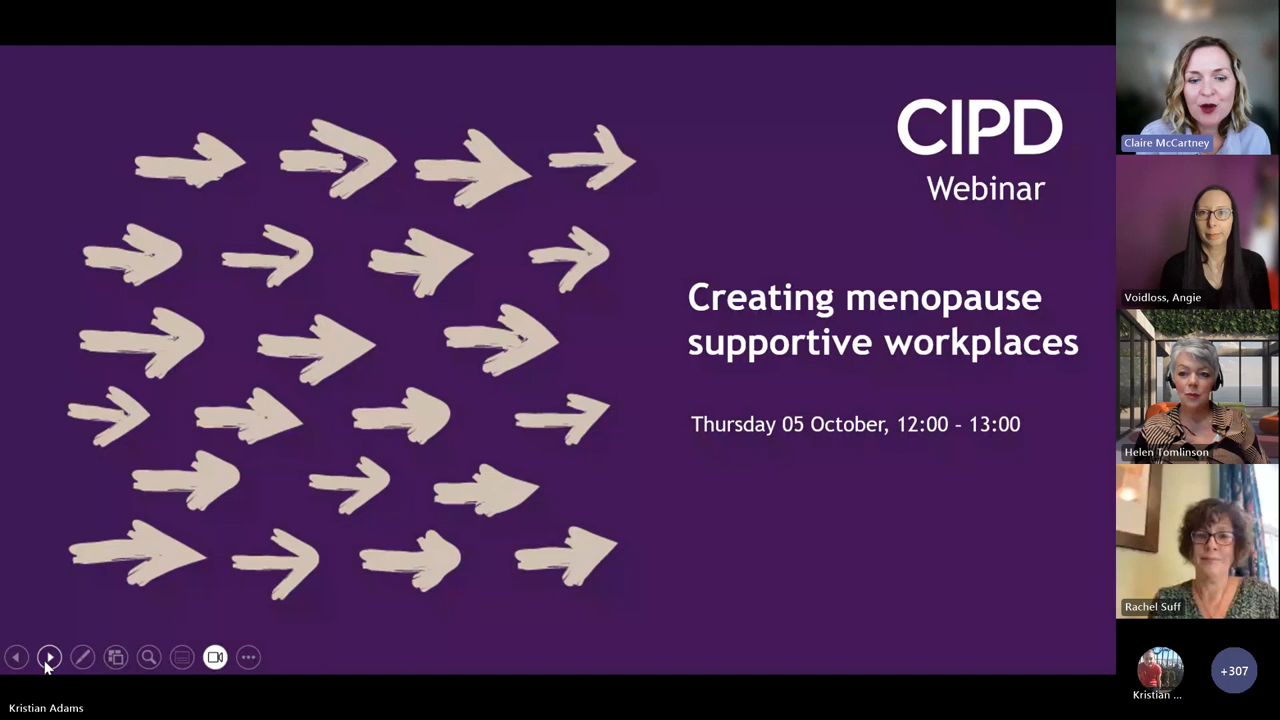 CIPD
Webinar
Creating menopause
supportive workplaces
Thursday 05 October, 12:00 - 13:00
Claire McCartney
Voidloss, Angie
Helen Tomlinson
Rachel Suff
Kristian ...
+307
Kristian Adams